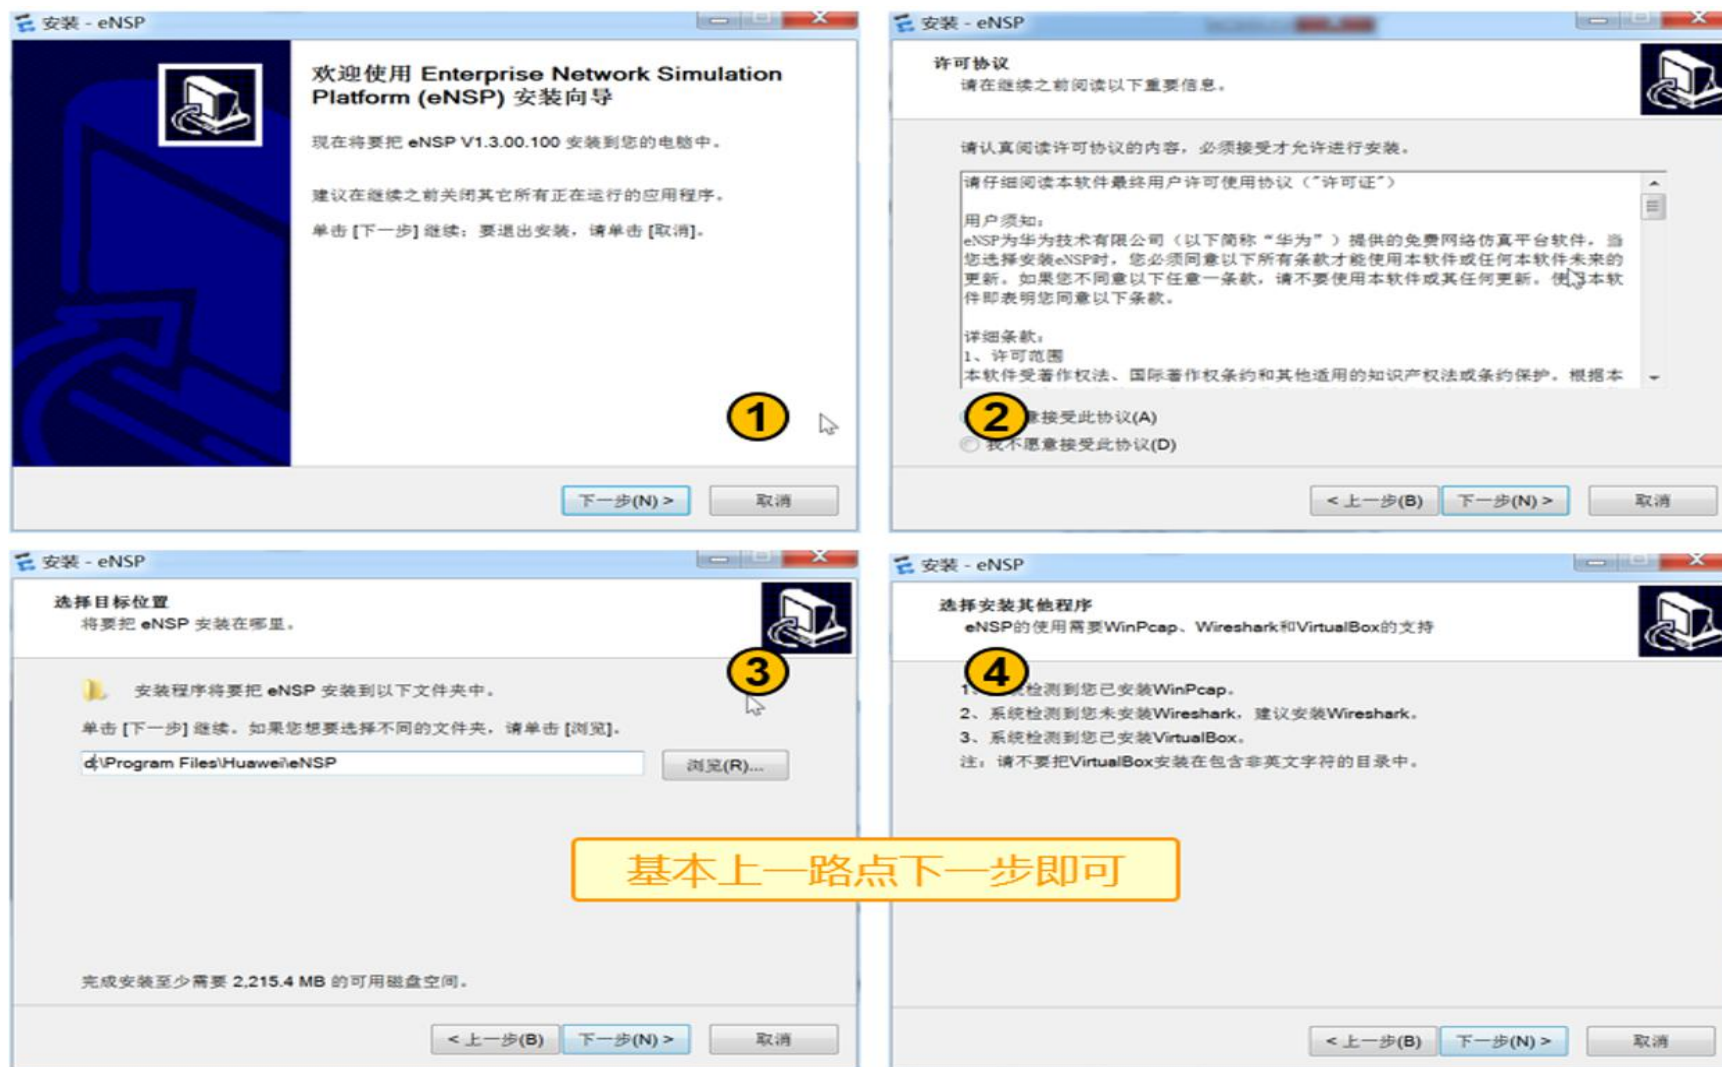 安装 - eNSP
欢迎使用 Enterprise Network Simulation
Platform (eNSP) 安装向导
现在将要把 eNSP V1.3.00.100 安装到您的电脑中。
建议在继续之前关闭其它所有正在运行的应用程序。
单击 [下一步] 继续；要退出安装，请单击 [取消]。
1
下一步(N) >
取消
安装 - eNSP
许可协议
请在继续之前阅读以下重要信息。
请认真阅读许可协议的内容，必须接受才允许进行安装。
请仔细阅读本软件最终用户许可使用协议（"许可证"）
用户须知：
eNSP为华为技术有限公司（以下简称“华为”）提供的免费网络仿真平台软件。当
您选择安装eNSP时，您必须同意以下所有条款才能使用本软件或任何本软件未来的
更新。如果您不同意以下任意一条款，请不要使用本软件或其任何更新。使 本软
件即表明您同意以下条款。
详细条款：
1、许可范围
本软件受著作权法、国际著作权条约和其他适用的知识产权法或条约保护。根据本
2
意接受此协议(A)
我不愿意接受此协议(D)
< 上一步(B)
下一步(N) >
取消
安装 - eNSP
选择目标位置
将要把 eNSP 安装在哪里。
3
安装程序将要把 eNSP 安装到以下文件夹中。
单击 [下一步] 继续。如果您想要选择不同的文件夹，请单击 [浏览]。
d:\Program Files\Huawei\eNSP
浏览(R)...
完成安装至少需要 2,215.4 MB 的可用磁盘空间。
< 上一步(B)
下一步(N) >
取消
安装 - eNSP
选择安装其他程序
eNSP的使用需要WinPcap、Wireshark和VirtualBox的支持
4
1、 统检测到您已安装WinPcap。
2、系统检测到您未安装Wireshark，建议安装Wireshark。
3、系统检测到您已安装VirtualBox。
注：请不要把VirtualBox安装在包含非英文字符的目录中。
基本上一路点下一步即可
< 上一步(B)
下一步(N) >
取消